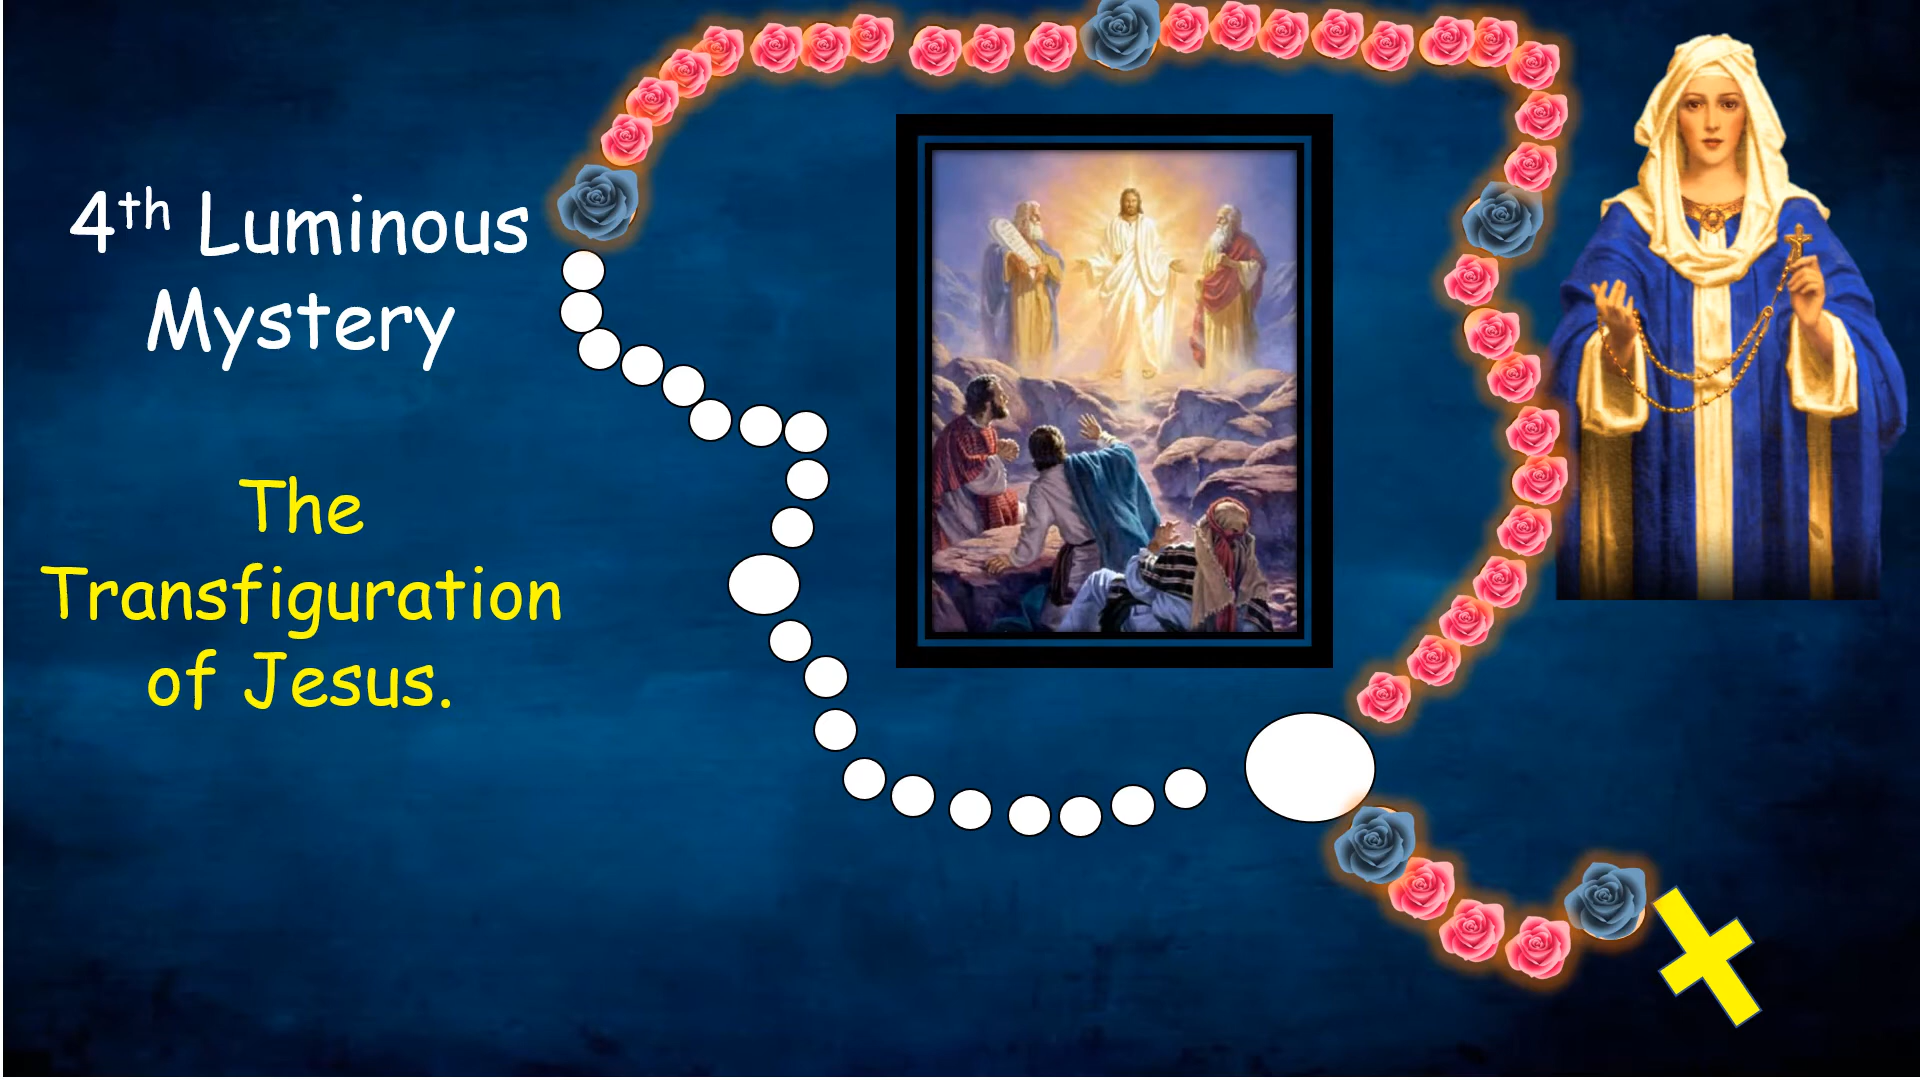 4th Luminous
Mystery
The
Transfiguration
of Jesus.